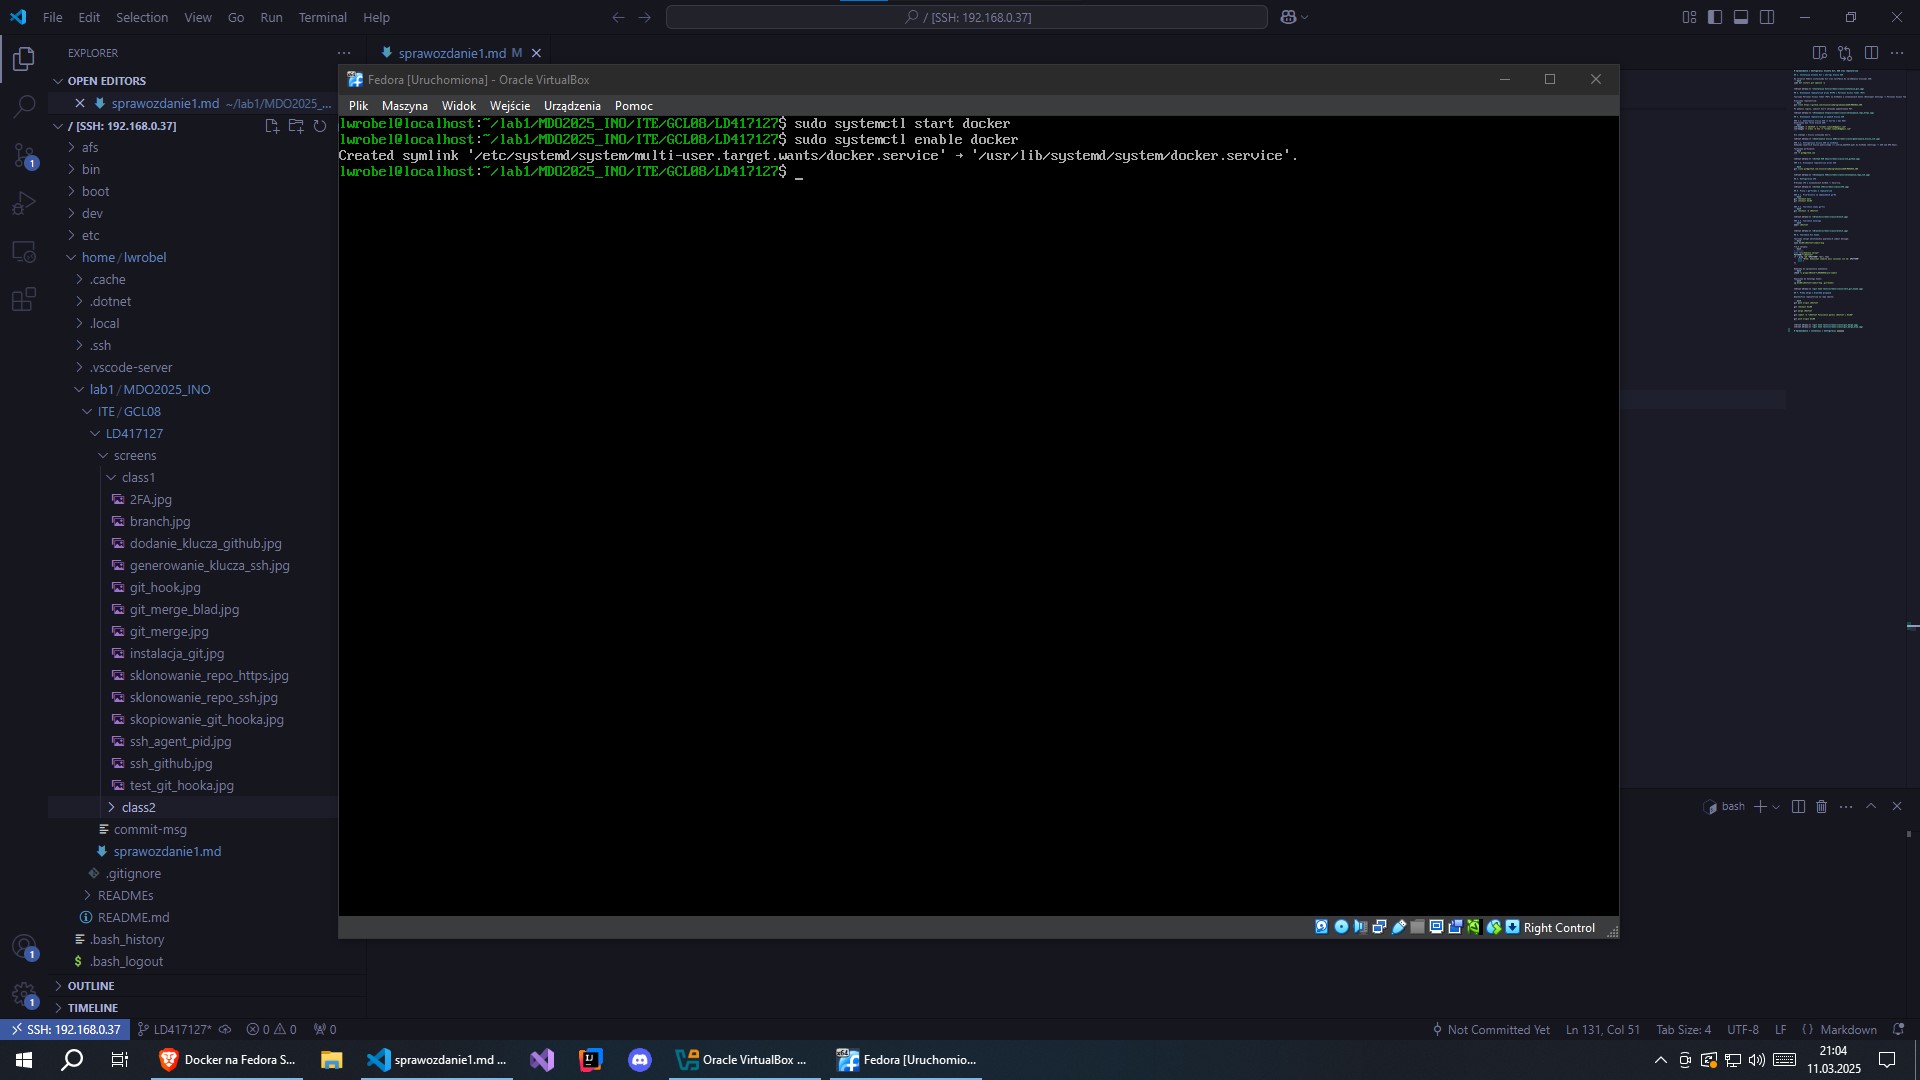 File Edit Selection View Go Run Terminal Help
/ [SSH: 192.168.0.37]
EXPLORER
sprawozdanie1.md M
OPEN EDITORS
sprawozdanie1.md ~/lab1/MDO2025_...
/ [SSH: 192.168.0.37]
afs
bin
boot
dev
etc
home / lwrobel
.cache
.dotnet
.local
.ssh
.vscode-server
lab1 / MDO2025_INO
ITE / GCL08
LD417127
screens
class1
2FA.jpg
branch.jpg
dodanie_klucza_github.jpg
generowanie_klucza_ssh.jpg
git_hook.jpg
git_merge_blad.jpg
git_merge.jpg
instalacja_git.jpg
sklonowanie_repo_https.jpg
sklonowanie_repo_ssh.jpg
skopiowanie_git_hooka.jpg
ssh_agent_pid.jpg
ssh_github.jpg
test_git_hooka.jpg
class2
commit-msg
sprawozdanie1.md
.gitignore
READMEs
README.md
.bash_history
.bash_logout
OUTLINE
TIMELINE
1
1
1
Fedora [Uruchomiona] - Oracle VirtualBox
Plik Maszyna Widok Wejście Urządzenia Pomoc
lwrobel@localhost:~/lab1/MDO2025_INO/ITE/GCL08/LD417127$ sudo systemctl start docker
lwrobel@localhost:~/lab1/MDO2025_INO/ITE/GCL08/LD417127$ sudo systemctl enable docker
Created symlink '/etc/systemd/system/multi-user.target.wants/docker.service' → '/usr/lib/systemd/system/docker.service'.
lwrobel@localhost:~/lab1/MDO2025_INO/ITE/GCL08/LD417127$ _
Right Control
bash
SSH: 192.168.0.37 LD417127* 0 0 0 Not Committed Yet Ln 131, Col 51 Tab Size: 4 UTF-8 LF {} Markdown
Docker na Fedora S... sprawozdanie1.md ... Oracle VirtualBox ... Fedora [Uruchomio...
21:04
11.03.2025